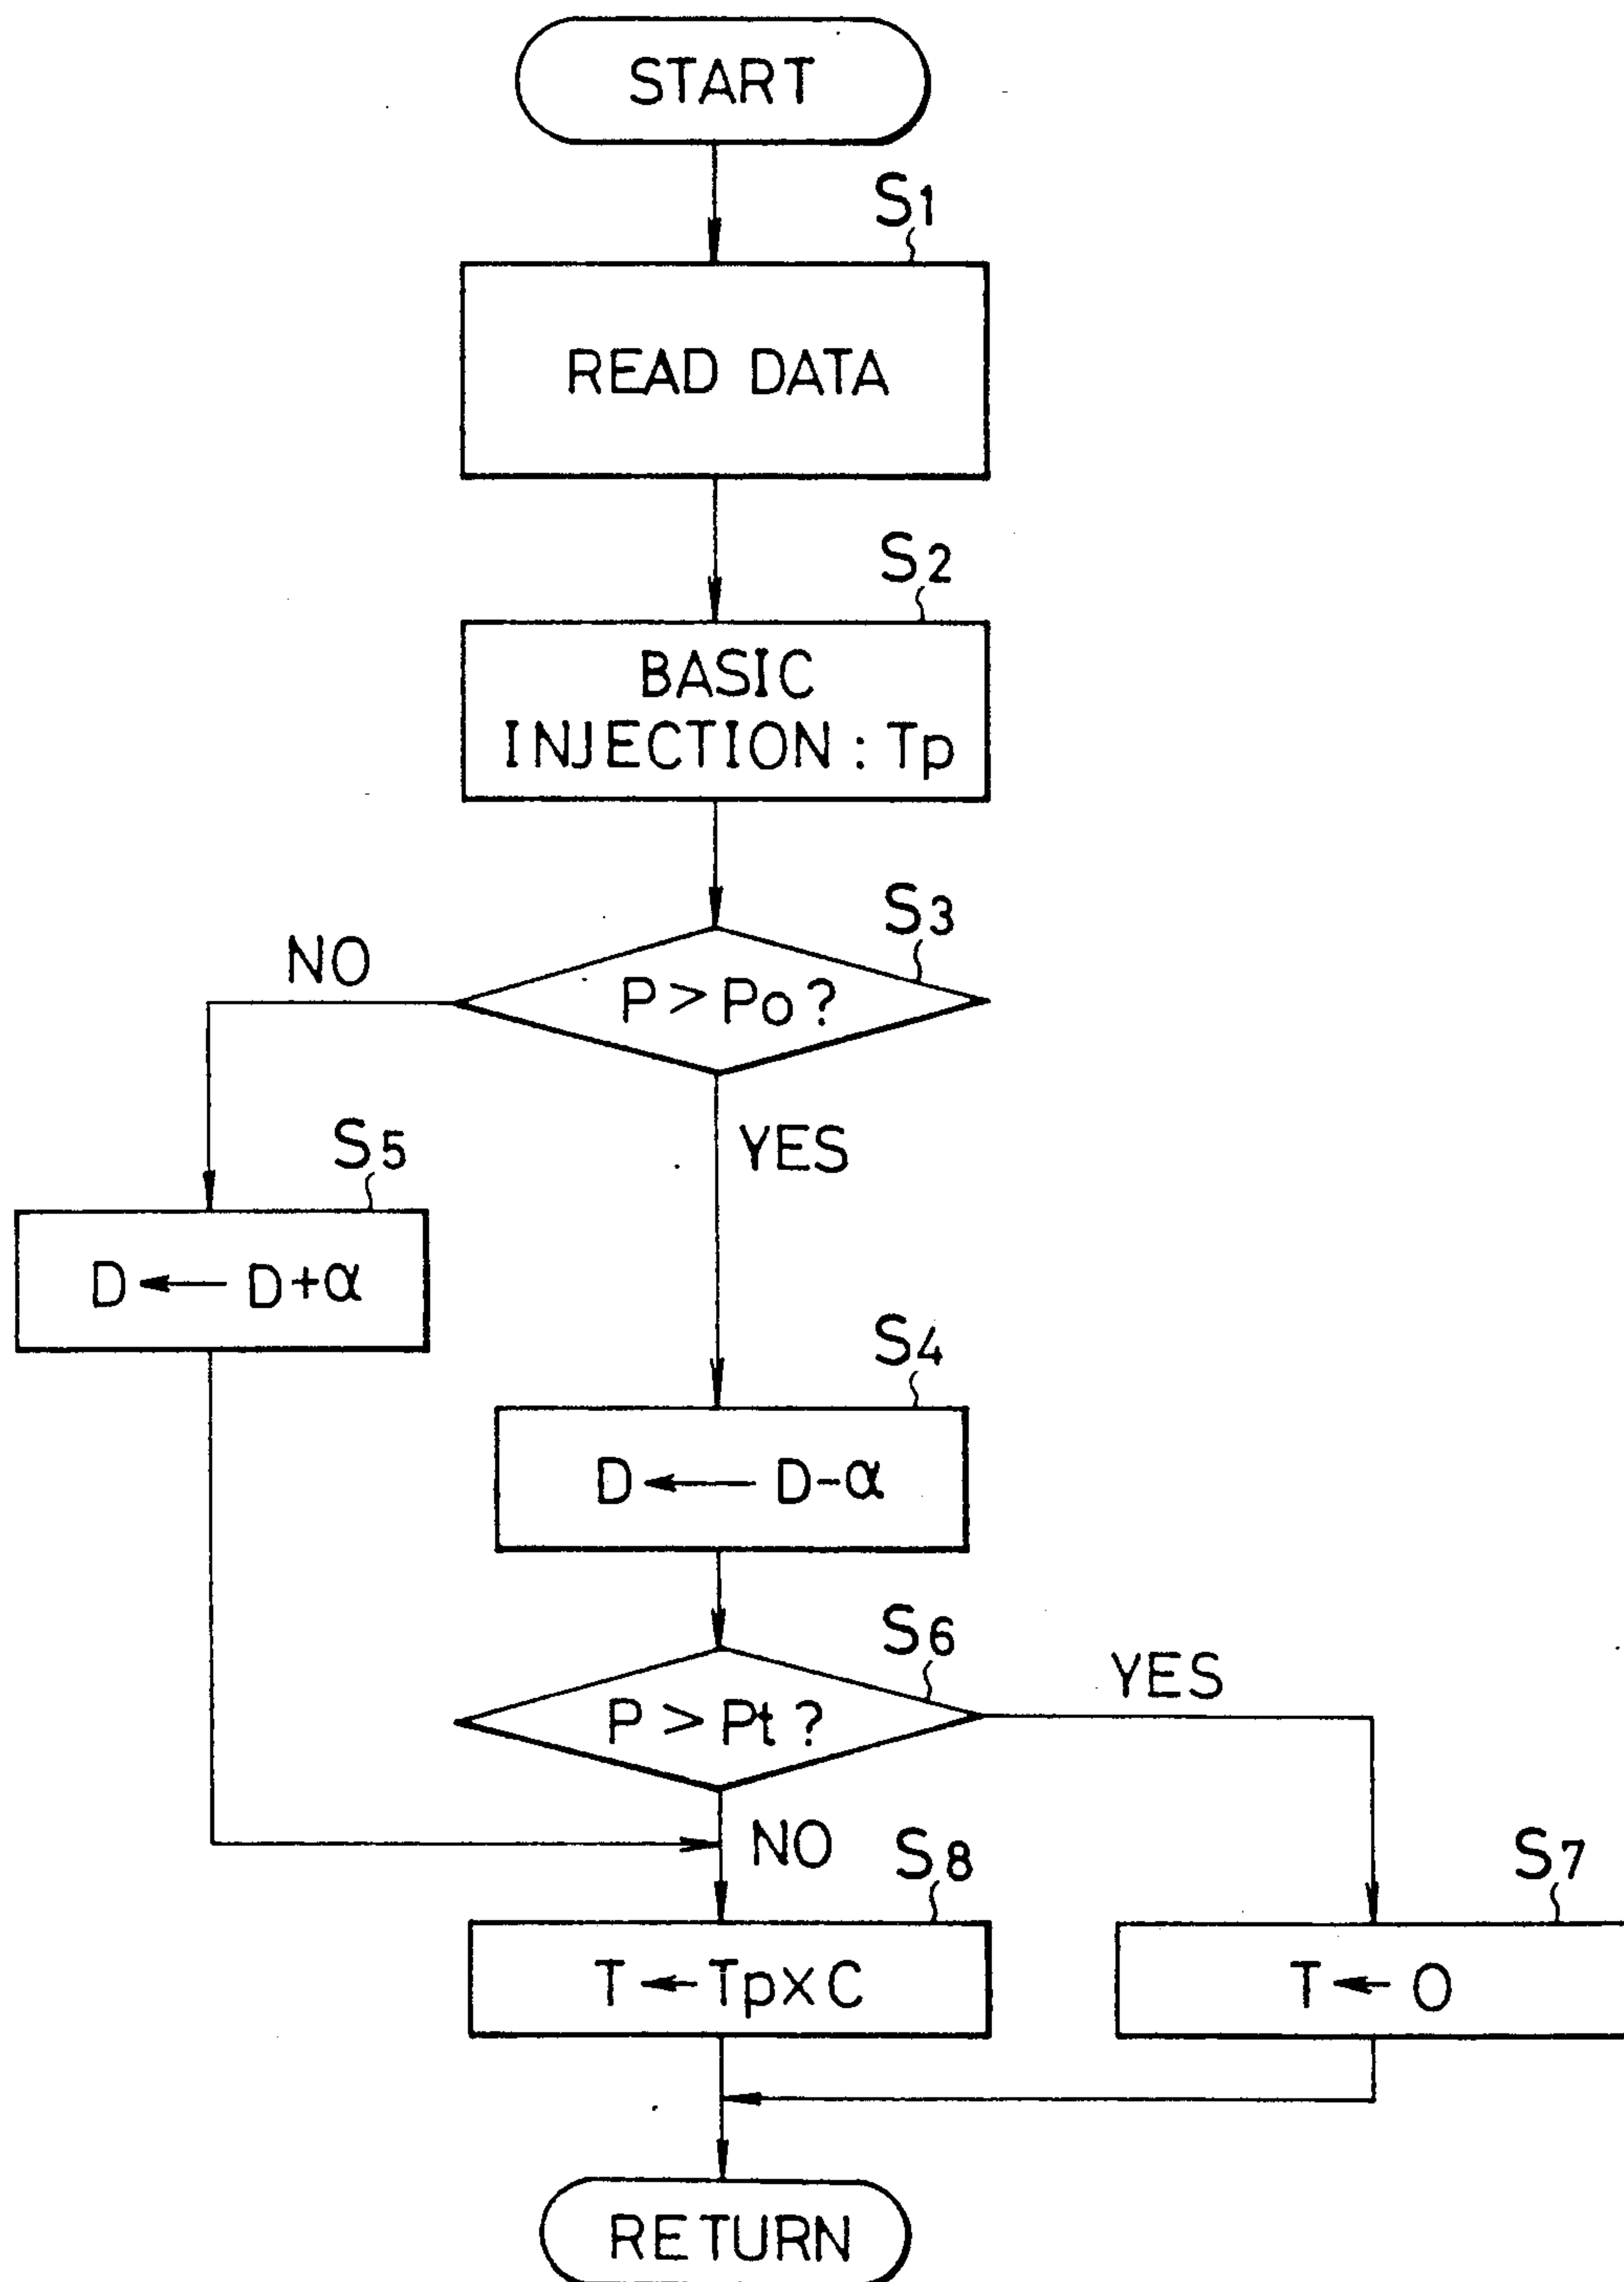 START
S1
READ DATA
S2
BASIC
INJECTION : Tp
S3
NO
P > Po ?
YES
S5
D ← D+α
S4
D ← D-α
S6
YES
P > Pt ?
NO
S8
S7
T ← Tp×C
T ← O
RETURN